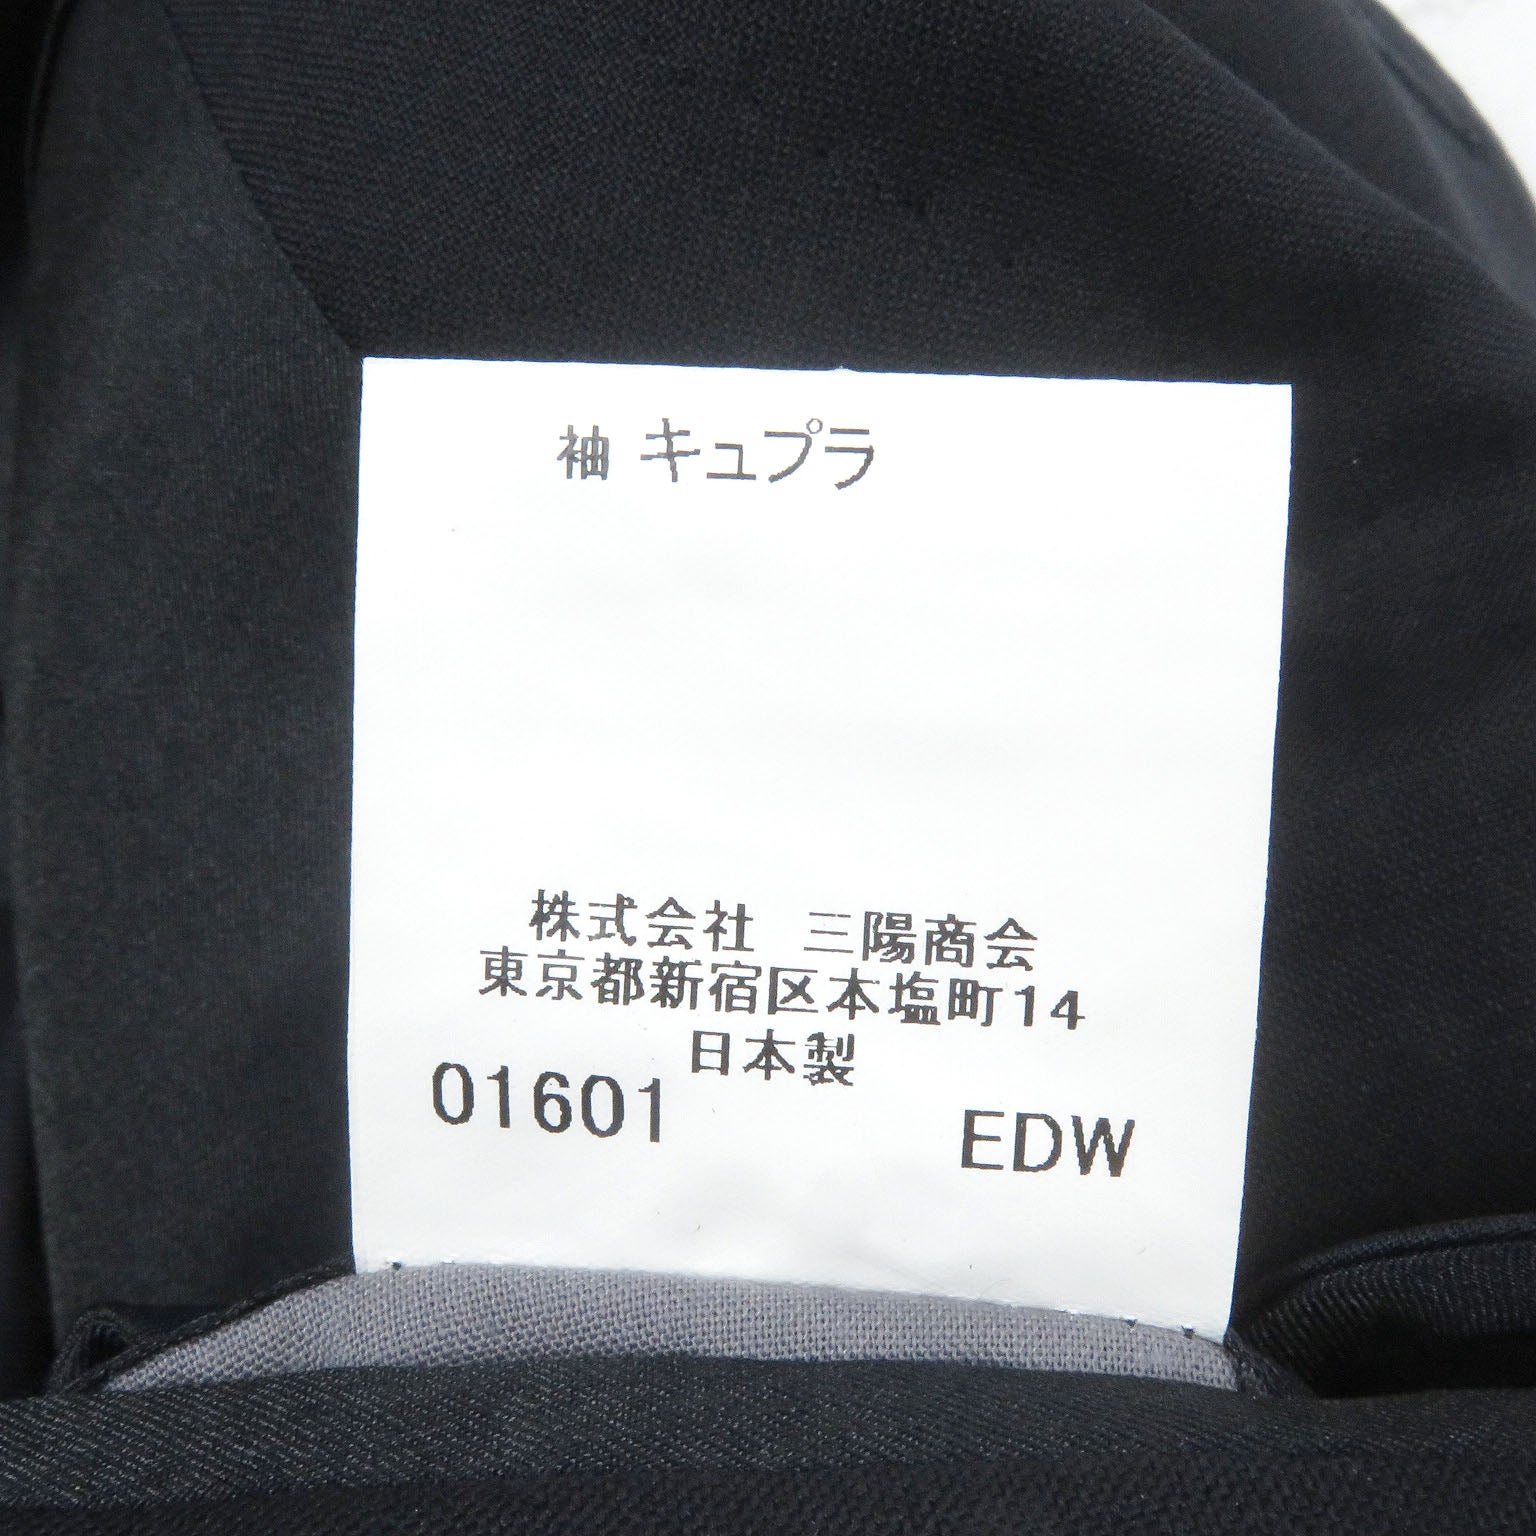 袖 キュプラ
株式会社 三陽商会
東京都新宿区本塩町14
日本製
01601 EDW